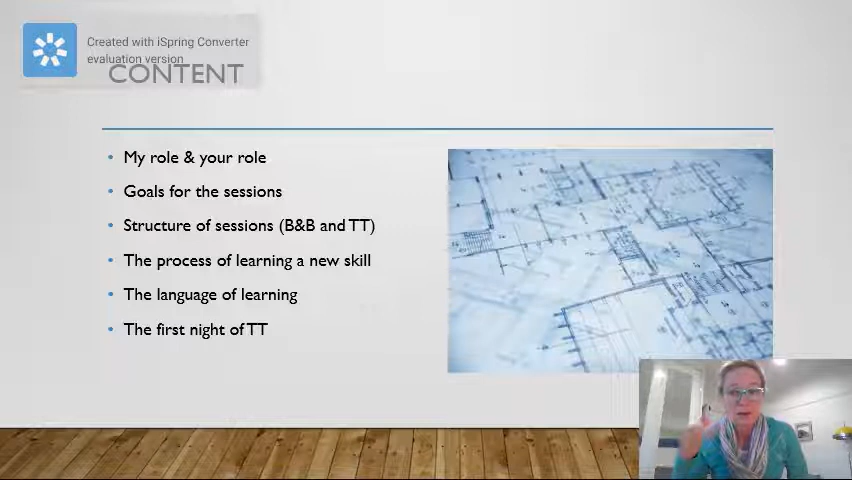 Created with iSpring Converter
evaluation version
CONTENT
• My role & your role
• Goals for the sessions
• Structure of sessions (B&B and TT)
• The process of learning a new skill
• The language of learning
• The first night of TT